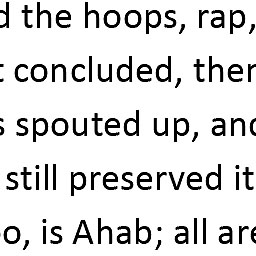 d the hoops, rap,
t concluded, then
s spouted up, and
still preserved it
o, is Ahab; all are